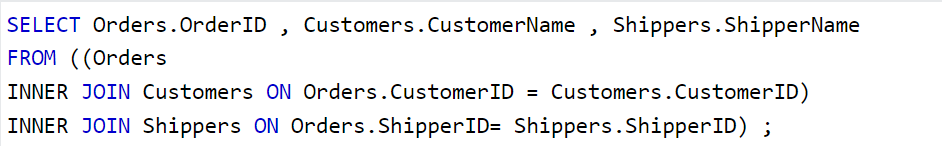 SELECT Orders.OrderID , Customers.CustomerName , Shippers.ShipperName
FROM ((Orders
INNER JOIN Customers ON Orders.CustomerID = Customers.CustomerID)
INNER JOIN Shippers ON Orders.ShipperID= Shippers.ShipperID) ;